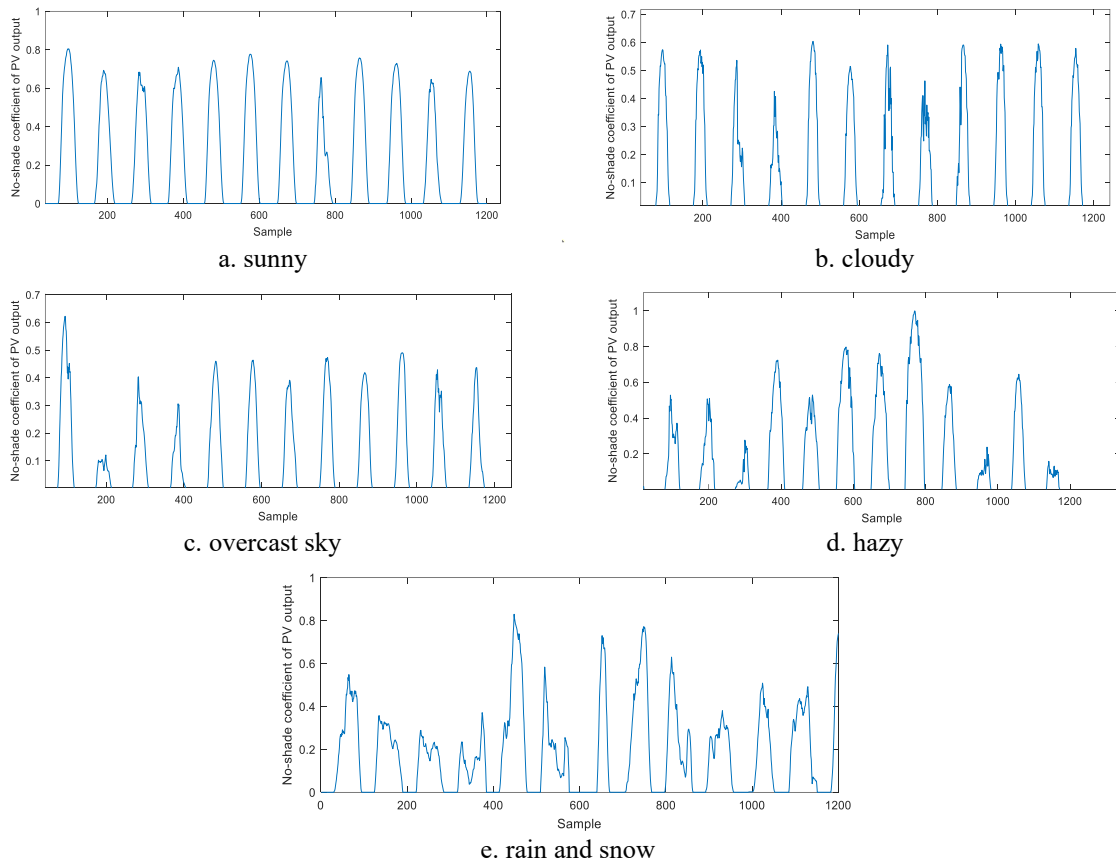 No-shade coefficient of PV output
1
0.8
0.6
0.4
0.2
0
200 400 600 800 1000 1200
Sample
a. sunny
No-shade coefficient of PV output
0.7
0.6
0.5
0.4
0.3
0.2
0.1
200 400 600 800 1000 1200
Sample
b. cloudy
No-shade coefficient of PV output
0.7
0.6
0.5
0.4
0.3
0.2
0.1
200 400 600 800 1000 1200
Sample
c. overcast sky
No-shade coefficient of PV output
1
0.8
0.6
0.4
0.2
200 400 600 800 1000 1200
Sample
d. hazy
No-shade coefficient of PV output
1
0.8
0.6
0.4
0.2
0
0 200 400 600 800 1000 1200
Sample
e. rain and snow